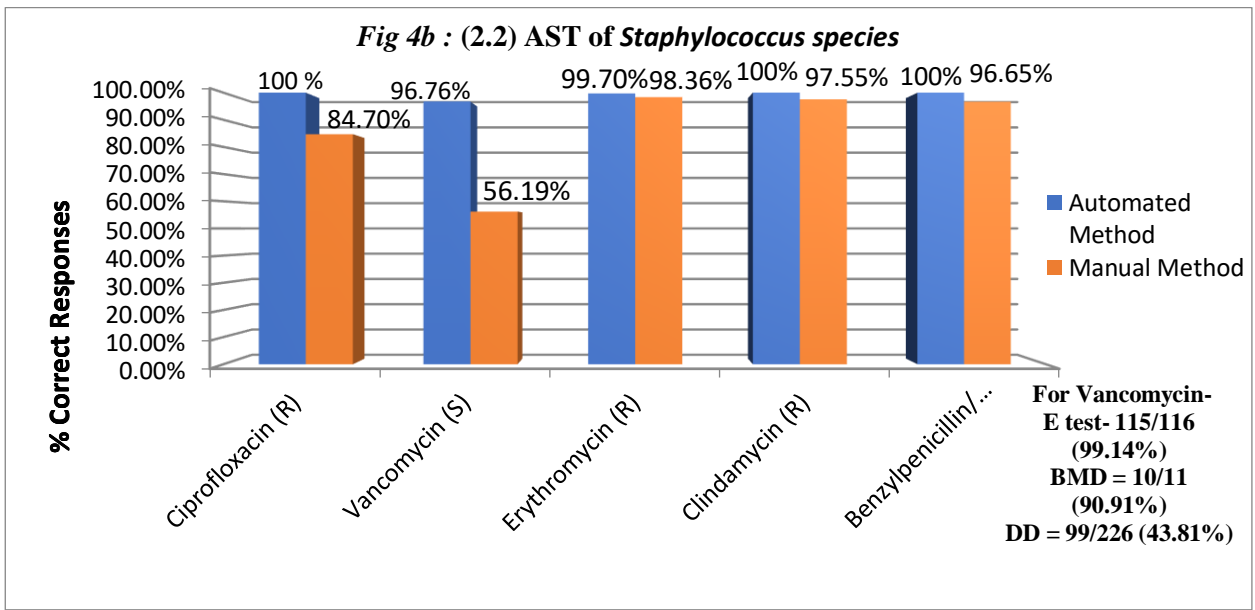 Fig 4b : (2.2) AST of Staphylococcus species
% Correct Responses
100.00%
90.00%
80.00%
70.00%
60.00%
50.00%
40.00%
30.00%
20.00%
10.00%
0.00%
100 %
84.70%
96.76%
56.19%
99.70%
98.36%
100%
97.55%
100%
96.65%
Ciprofloxacin (R)
Vancomycin (S)
Erythromycin (R)
Clindamycin (R)
Benzylpenicillin/...
Automated
Method
Manual Method
For Vancomycin-
E test- 115/116
(99.14%)
BMD = 10/11
(90.91%)
DD = 99/226 (43.81%)